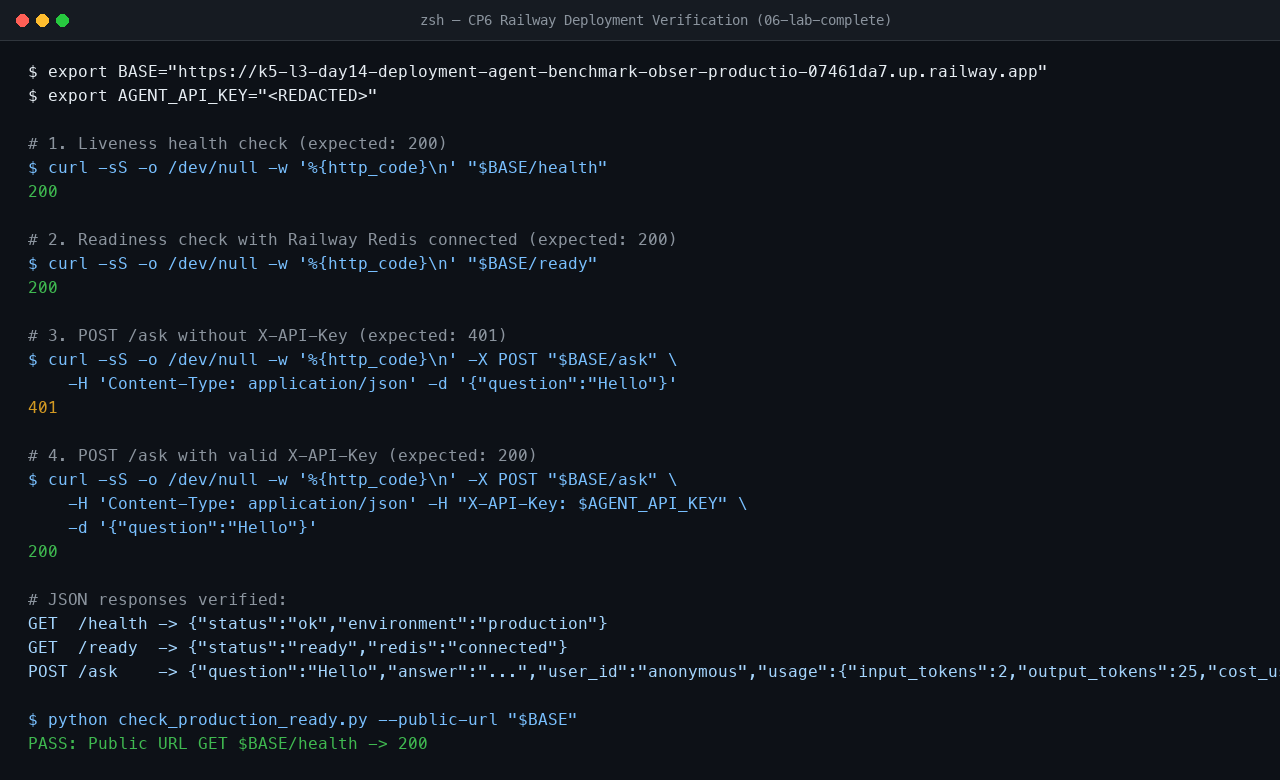 zsh — CP6 Railway Deployment Verification (06-lab-complete)
$ export BASE="https://k5-l3-day14-deployment-agent-benchmark-obser-productio-07461da7.up.railway.app"
$ export AGENT_API_KEY="<REDACTED>"
# 1. Liveness health check (expected: 200)
$ curl -sS -o /dev/null -w '%{http_code}\n' "$BASE/health"
200
# 2. Readiness check with Railway Redis connected (expected: 200)
$ curl -sS -o /dev/null -w '%{http_code}\n' "$BASE/ready"
200
# 3. POST /ask without X-API-Key (expected: 401)
$ curl -sS -o /dev/null -w '%{http_code}\n' -X POST "$BASE/ask" \
    -H 'Content-Type: application/json' -d '{"question":"Hello"}'
401
# 4. POST /ask with valid X-API-Key (expected: 200)
$ curl -sS -o /dev/null -w '%{http_code}\n' -X POST "$BASE/ask" \
    -H 'Content-Type: application/json' -H "X-API-Key: $AGENT_API_KEY" \
    -d '{"question":"Hello"}'
200
# JSON responses verified:
GET  /health -> {"status":"ok","environment":"production"}
GET  /ready  -> {"status":"ready","redis":"connected"}
POST /ask    -> {"question":"Hello","answer":"...","user_id":"anonymous","usage":{"input_tokens":2,"output_tokens":25,"cost_u
$ python check_production_ready.py --public-url "$BASE"
PASS: Public URL GET $BASE/health -> 200